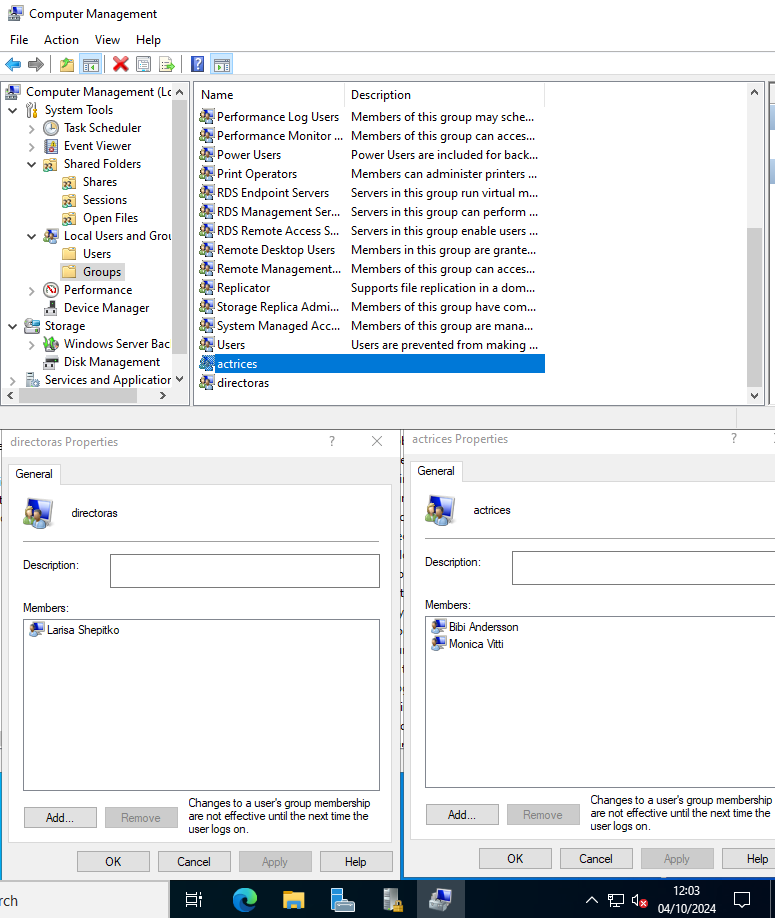 Computer Management
File Action View Help
Computer Management (Lc
System Tools
Task Scheduler
Event Viewer
Shared Folders
Shares
Sessions
Open Files
Local Users and Grou
Users
Groups
Performance
Device Manager
Storage
Windows Server Bac
Disk Management
Services and Application
Name Description
Performance Log Users Members of this group may sche...
Performance Monitor ... Members of this group can acces...
Power Users Power Users are included for back...
Print Operators Members can administer printers ...
RDS Endpoint Servers Servers in this group run virtual m...
RDS Management Ser... Servers in this group can perform ...
RDS Remote Access S... Servers in this group enable users ...
Remote Desktop Users Members in this group are grante...
Remote Management... Members of this group can acces...
Replicator Supports file replication in a dom...
Storage Replica Admi... Members of this group have com...
System Managed Acc... Members of this group are mana...
Users Users are prevented from making ...
actrices
directoras
directoras Properties ?
General
directoras
Description:
Members:
Larisa Shepitko
Add... Remove
Changes to a user's group membership
are not effective until the next time the
user logs on.
OK Cancel Apply Help
actrices Properties ?
General
actrices
Description:
Members:
Bibi Andersson
Monica Vitti
Add... Remove
Changes to a user's group membership
are not effective until the next time the
user logs on.
OK Cancel Apply Help
rch
12:03
04/10/2024